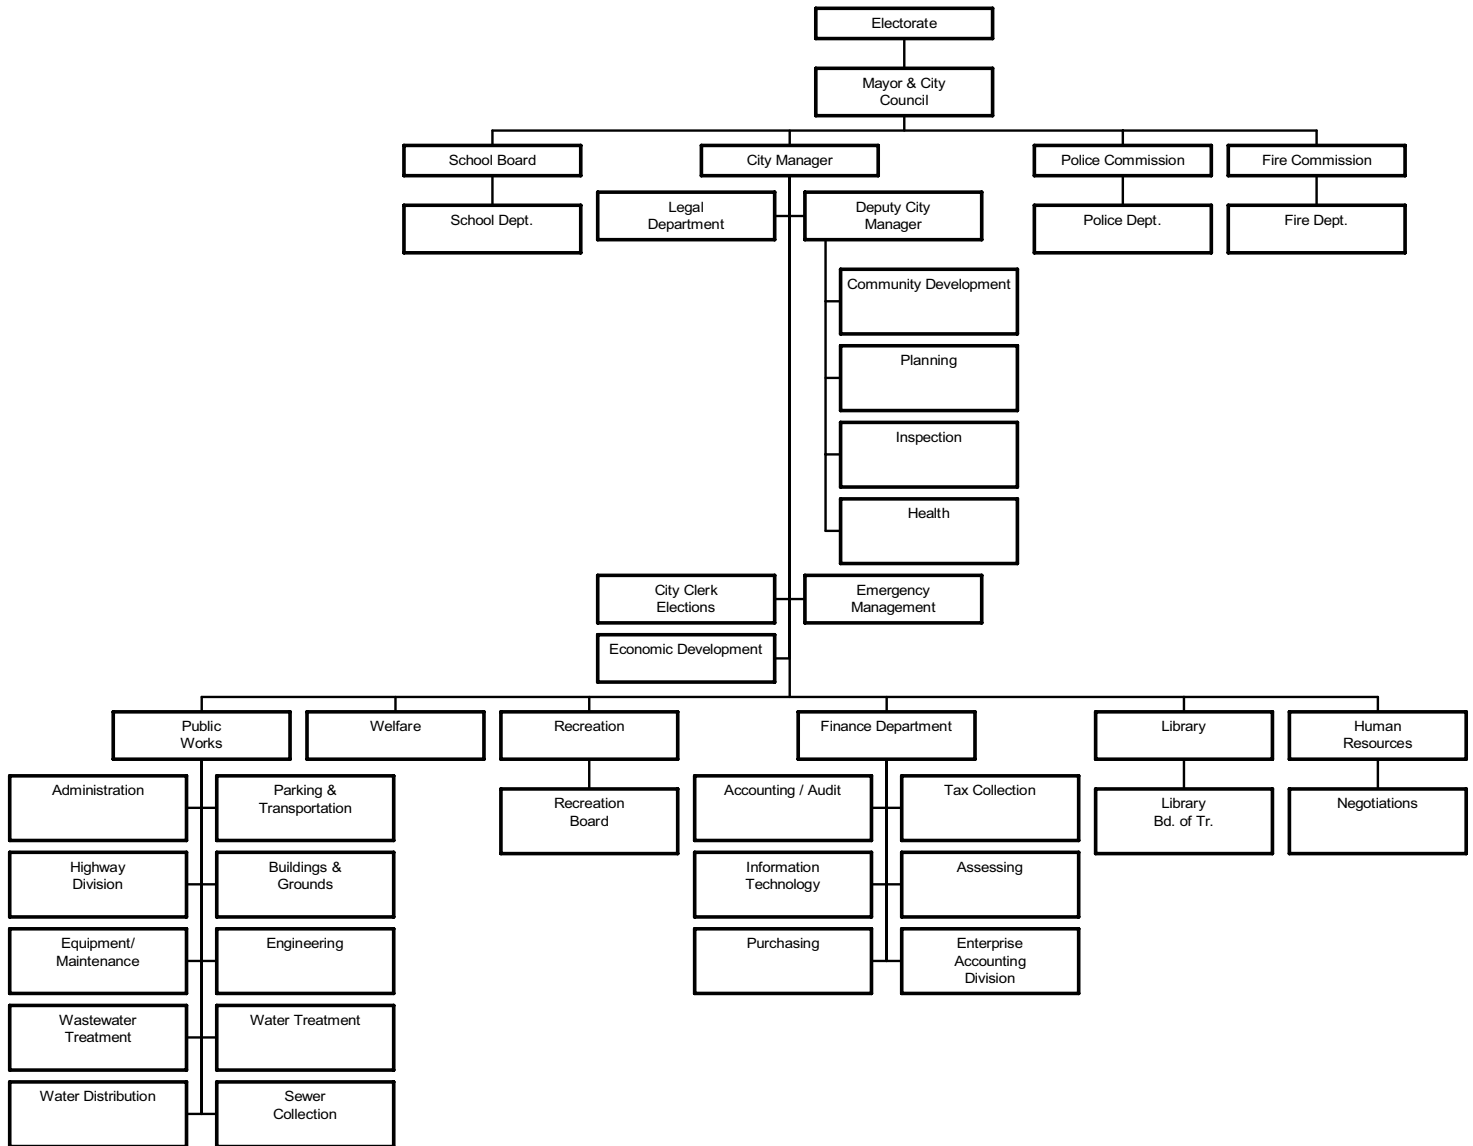 Electorate
Mayor & City
Council
School Board
City Manager
Police Commission
Fire Commission
School Dept.
Legal
Department
Deputy City
Manager
Police Dept.
Fire Dept.
Community Development
Planning
Inspection
Health
City Clerk
Elections
Emergency
Management
Economic Development
Public
Works
Welfare
Recreation
Finance Department
Library
Human
Resources
Administration
Parking &
Transportation
Recreation
Board
Accounting / Audit
Tax Collection
Library
Bd. of Tr.
Negotiations
Highway
Division
Buildings &
Grounds
Information
Technology
Assessing
Equipment/
Maintenance
Engineering
Purchasing
Enterprise
Accounting
Division
Wastewater
Treatment
Water Treatment
Water Distribution
Sewer
Collection